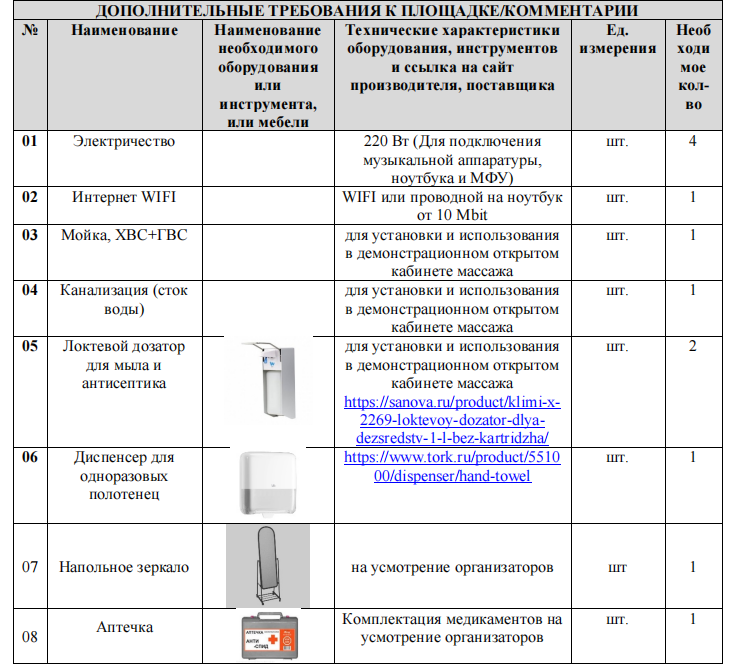 ДОПОЛНИТЕЛЬНЫЕ ТРЕБОВАНИЯ К ПЛОЩАДКЕ/КОММЕНТАРИИ
№ Наименование Наименование необходимого оборудования или инструмента, или мебели Технические характеристики оборудования, инструментов и ссылка на сайт производителя, поставщика Ед. измерения Необ ходи мое кол- во
01 Электричество 220 Вт (Для подключения музыкальной аппаратуры, ноутбука и МФУ) шт. 4
02 Интернет WIFI WIFI или проводной на ноутбук от 10 Mbit шт. 1
03 Мойка, ХВС+ГВС для установки и использования в демонстрационном открытом кабинете массажа шт. 1
04 Канализация (сток воды) для установки и использования в демонстрационном открытом кабинете массажа шт. 1
05 Локтевой дозатор для мыла и антисептика для установки и использования в демонстрационном открытом кабинете массажа https://sanova.ru/product/klimi-x-2269-loktevoy-dozator-dlya-dezsredstv-1-l-bez-kartridzha/ шт. 2
06 Диспенсер для одноразовых полотенец https://www.tork.ru/product/551000/dispenser/hand-towel шт. 1
07 Напольное зеркало на усмотрение организаторов шт 1
08 Аптечка АПТЕЧКА АНТИ -СПИД Комплектация медикаментов на усмотрение организаторов шт. 1